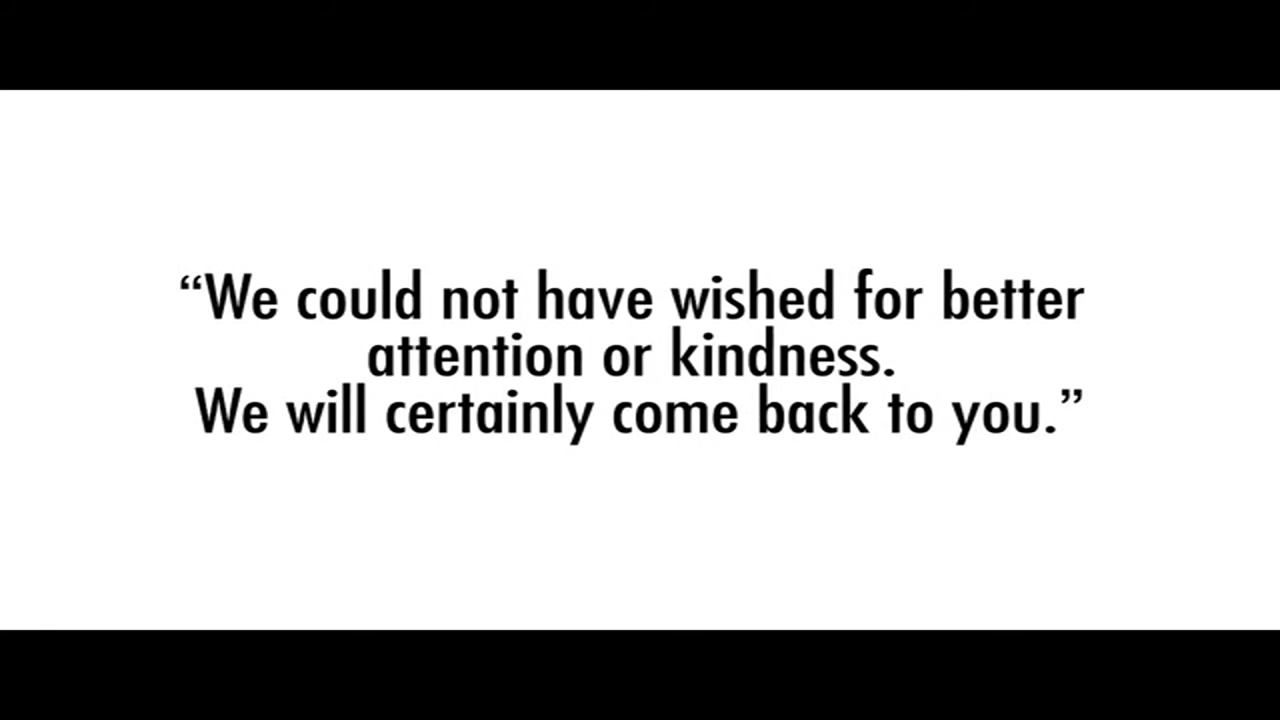 “We could not have wished for better
attention or kindness.
We will certainly come back to you.”